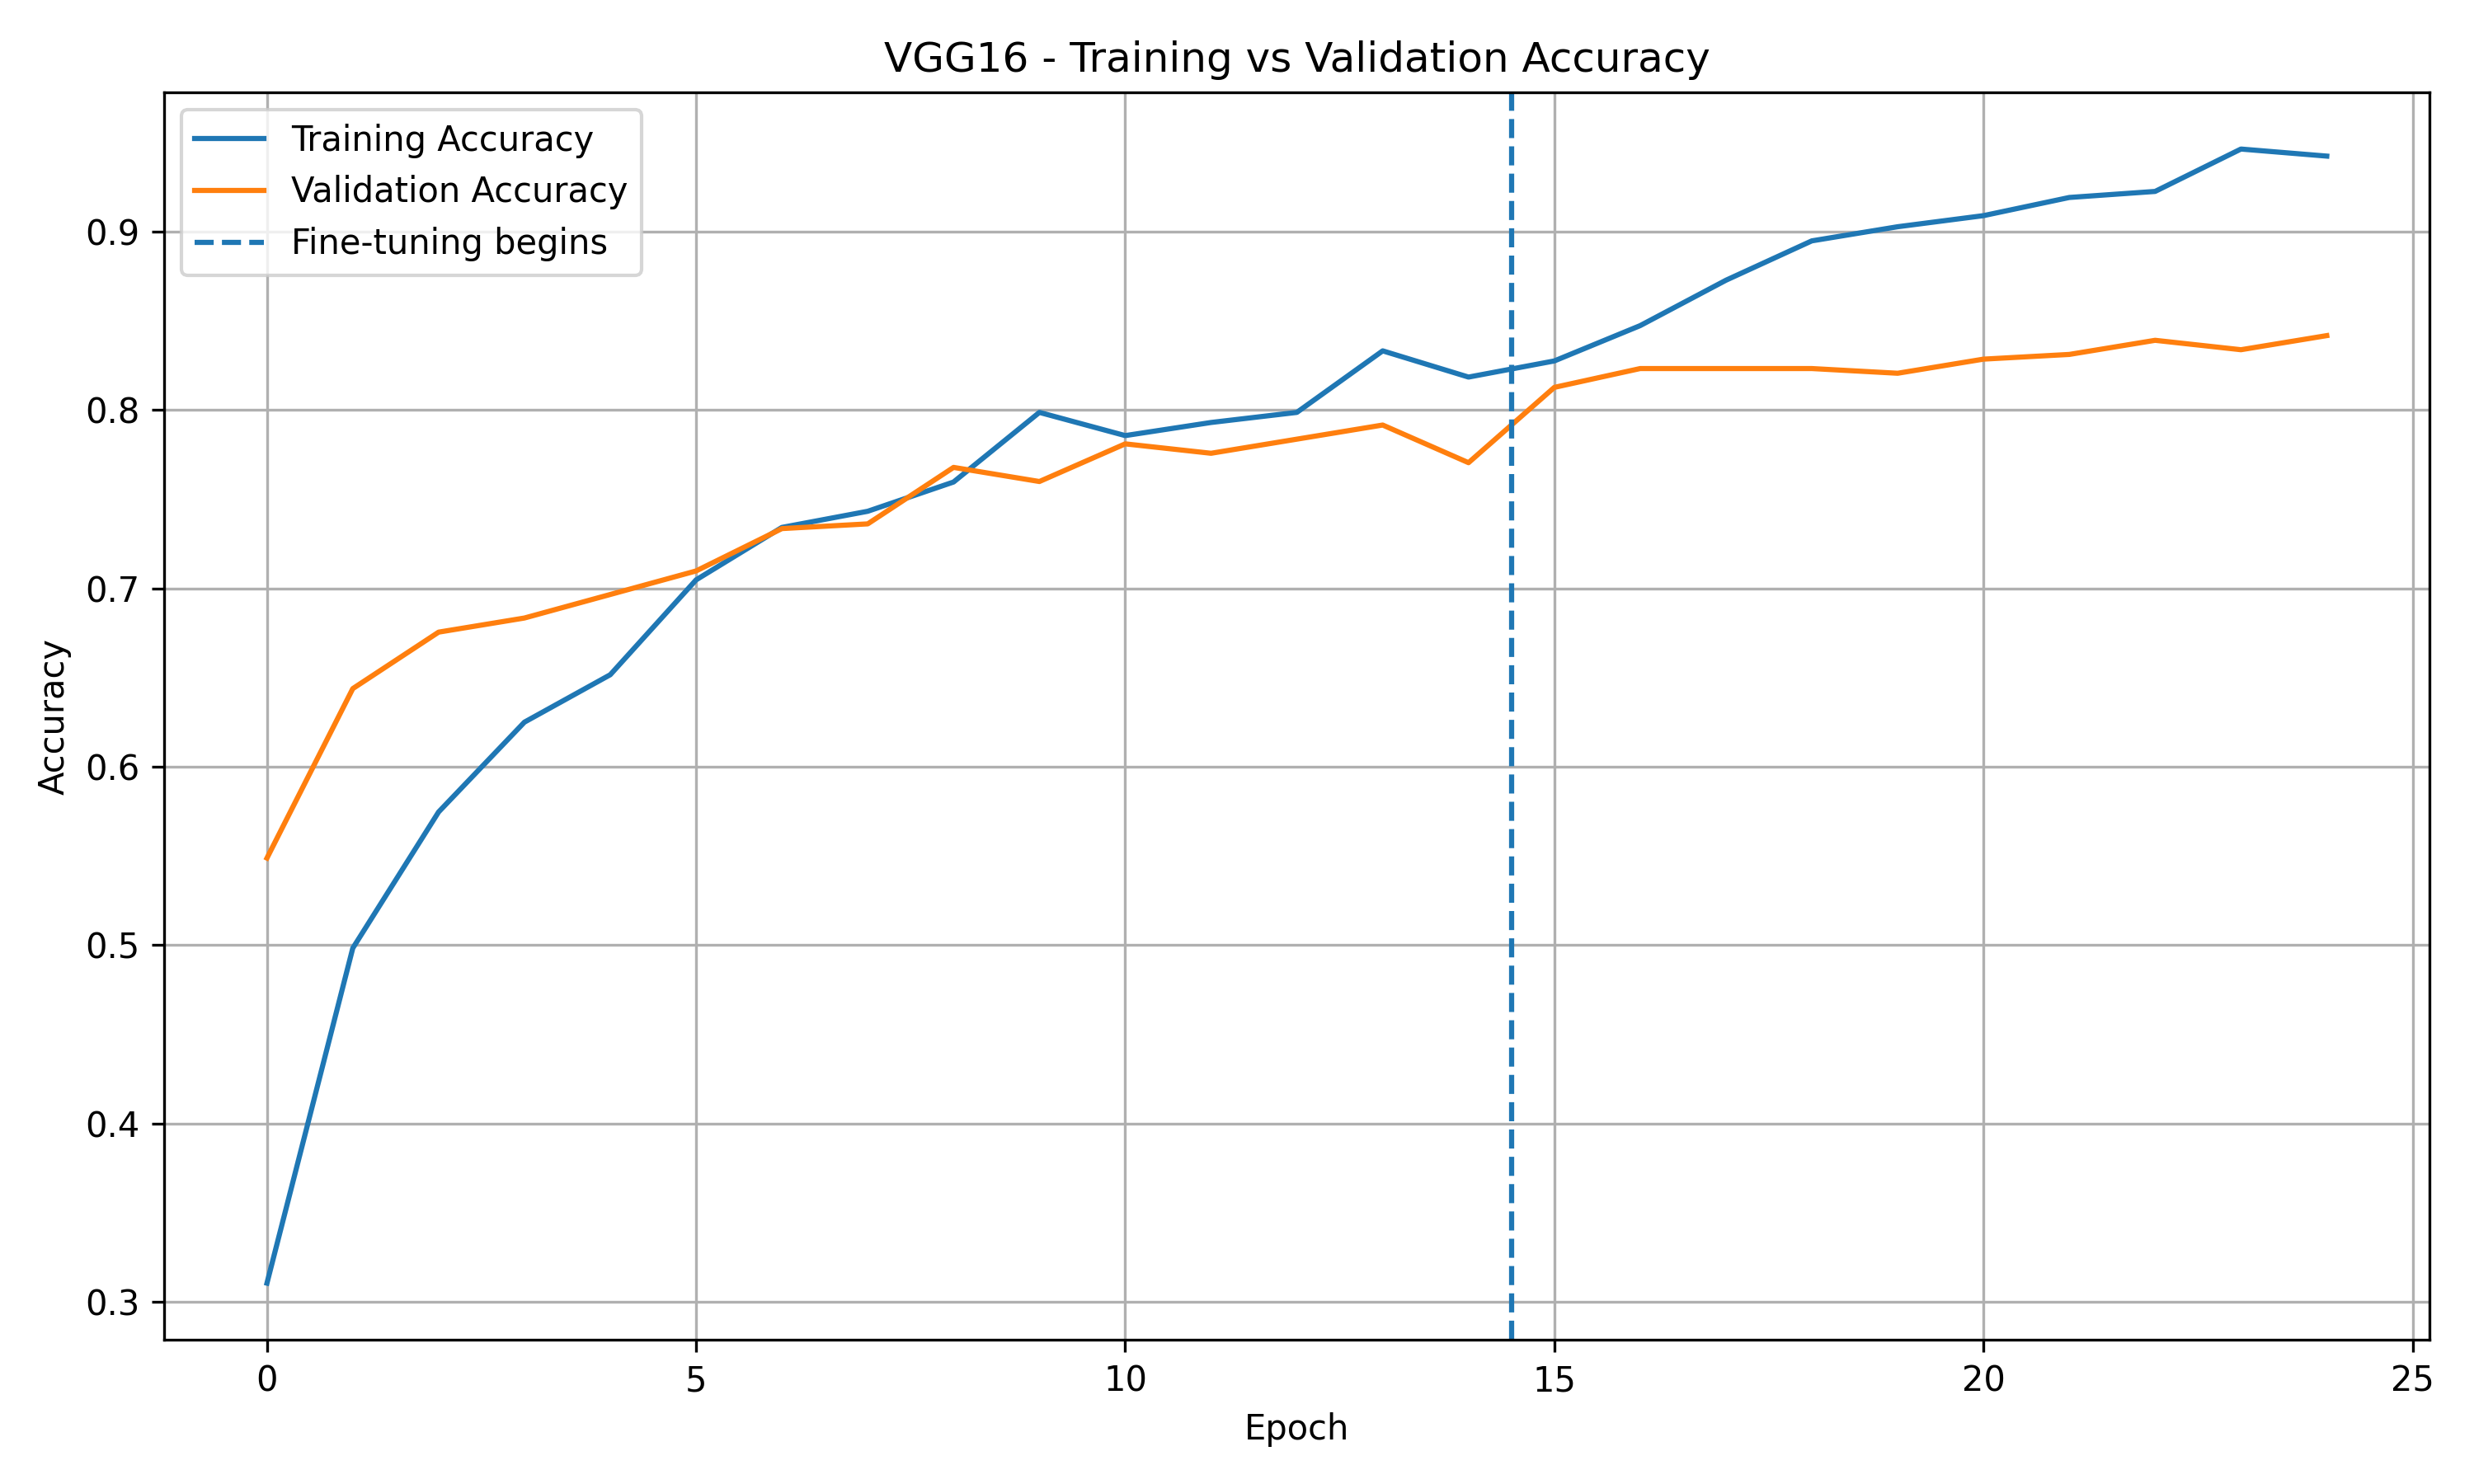 VGG16 - Training vs Validation Accuracy
Training Accuracy
Validation Accuracy
Fine-tuning begins
0.9
0.8
0.7
0.6
0.5
0.4
0.3
Accuracy
0 5 10 15 20 25
Epoch